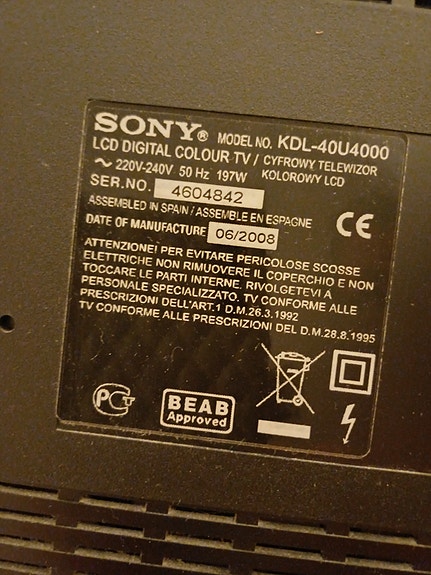 SONY® MODEL NO. KDL-40U4000
LCD DIGITAL COLOUR TV / CYFROWY TELEWIZOR
~ 220V-240V 50 Hz 197W KOLOROWY LCD
SER.NO. 4604842
ASSEMBLED IN SPAIN / ASSEMBLE EN ESPAGNE
DATE OF MANUFACTURE 06/2008
CE
ATTENZIONE! PER EVITARE PERICOLOSE SCOSSE
ELETTRICHE NON RIMUOVERE IL COPERCHIO E NON
TOCCARE LE PARTI INTERNE. RIVOLGETEVI A
PERSONALE SPECIALIZZATO. TV CONFORME ALLE
PRESCRIZIONI DELL'ART.1 D.M.26.3.1992
TV CONFORME ALLE PRESCRIZIONI DEL D.M.28.8.1995
PCT
BEAB
Approved